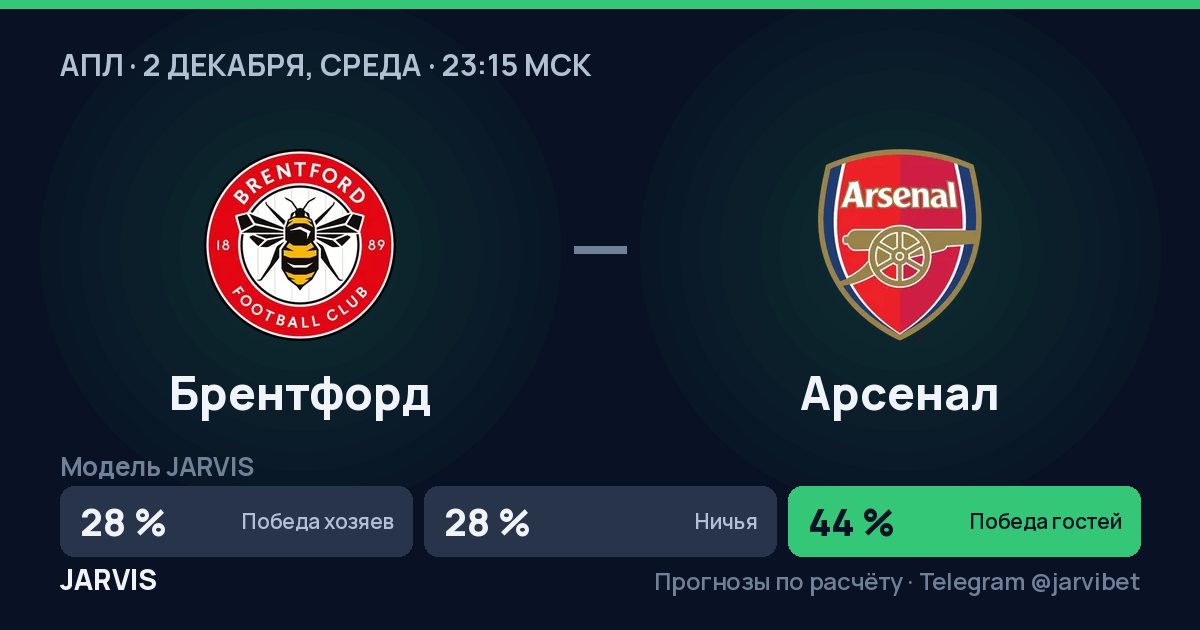 АПЛ · 2 ДЕКАБРЯ, СРЕДА · 23:15 МСК
BRENTFORD
18 89
FOOTBALL CLUB
Arsenal
—
Брентфорд
Арсенал
Модель JARVIS
28 % Победа хозяев
28 % Ничья
44 % Победа гостей
JARVIS
Прогнозы по расчёту · Telegram @jarvibet